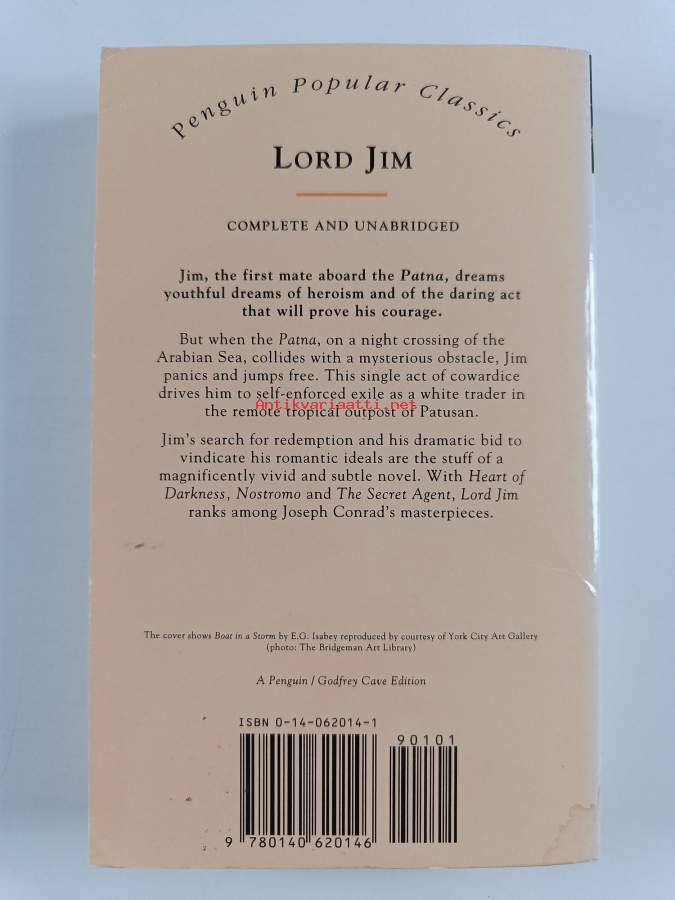 Penguin Popular Classics
LORD JIM
COMPLETE AND UNABRIDGED
Jim, the first mate aboard the Patna, dreams
youthful dreams of heroism and of the daring act
that will prove his courage.
But when the Patna, on a night crossing of the
Arabian Sea, collides with a mysterious obstacle, Jim
panics and jumps free. This single act of cowardice
drives him to self-enforced exile as a white trader in
Antikvariaatti.net
the remote tropical outpost of Patusan.
Jim's search for redemption and his dramatic bid to
vindicate his romantic ideals are the stuff of a
magnificently vivid and subtle novel. With Heart of
Darkness, Nostromo and The Secret Agent, Lord Jim
ranks among Joseph Conrad's masterpieces.
The cover shows Boat in a Storm by E.G. Isabey reproduced by courtesy of York City Art Gallery
(photo: The Bridgeman Art Library)
A Penguin / Godfrey Cave Edition
ISBN 0-14-062014-1
90101
9 780140 620146